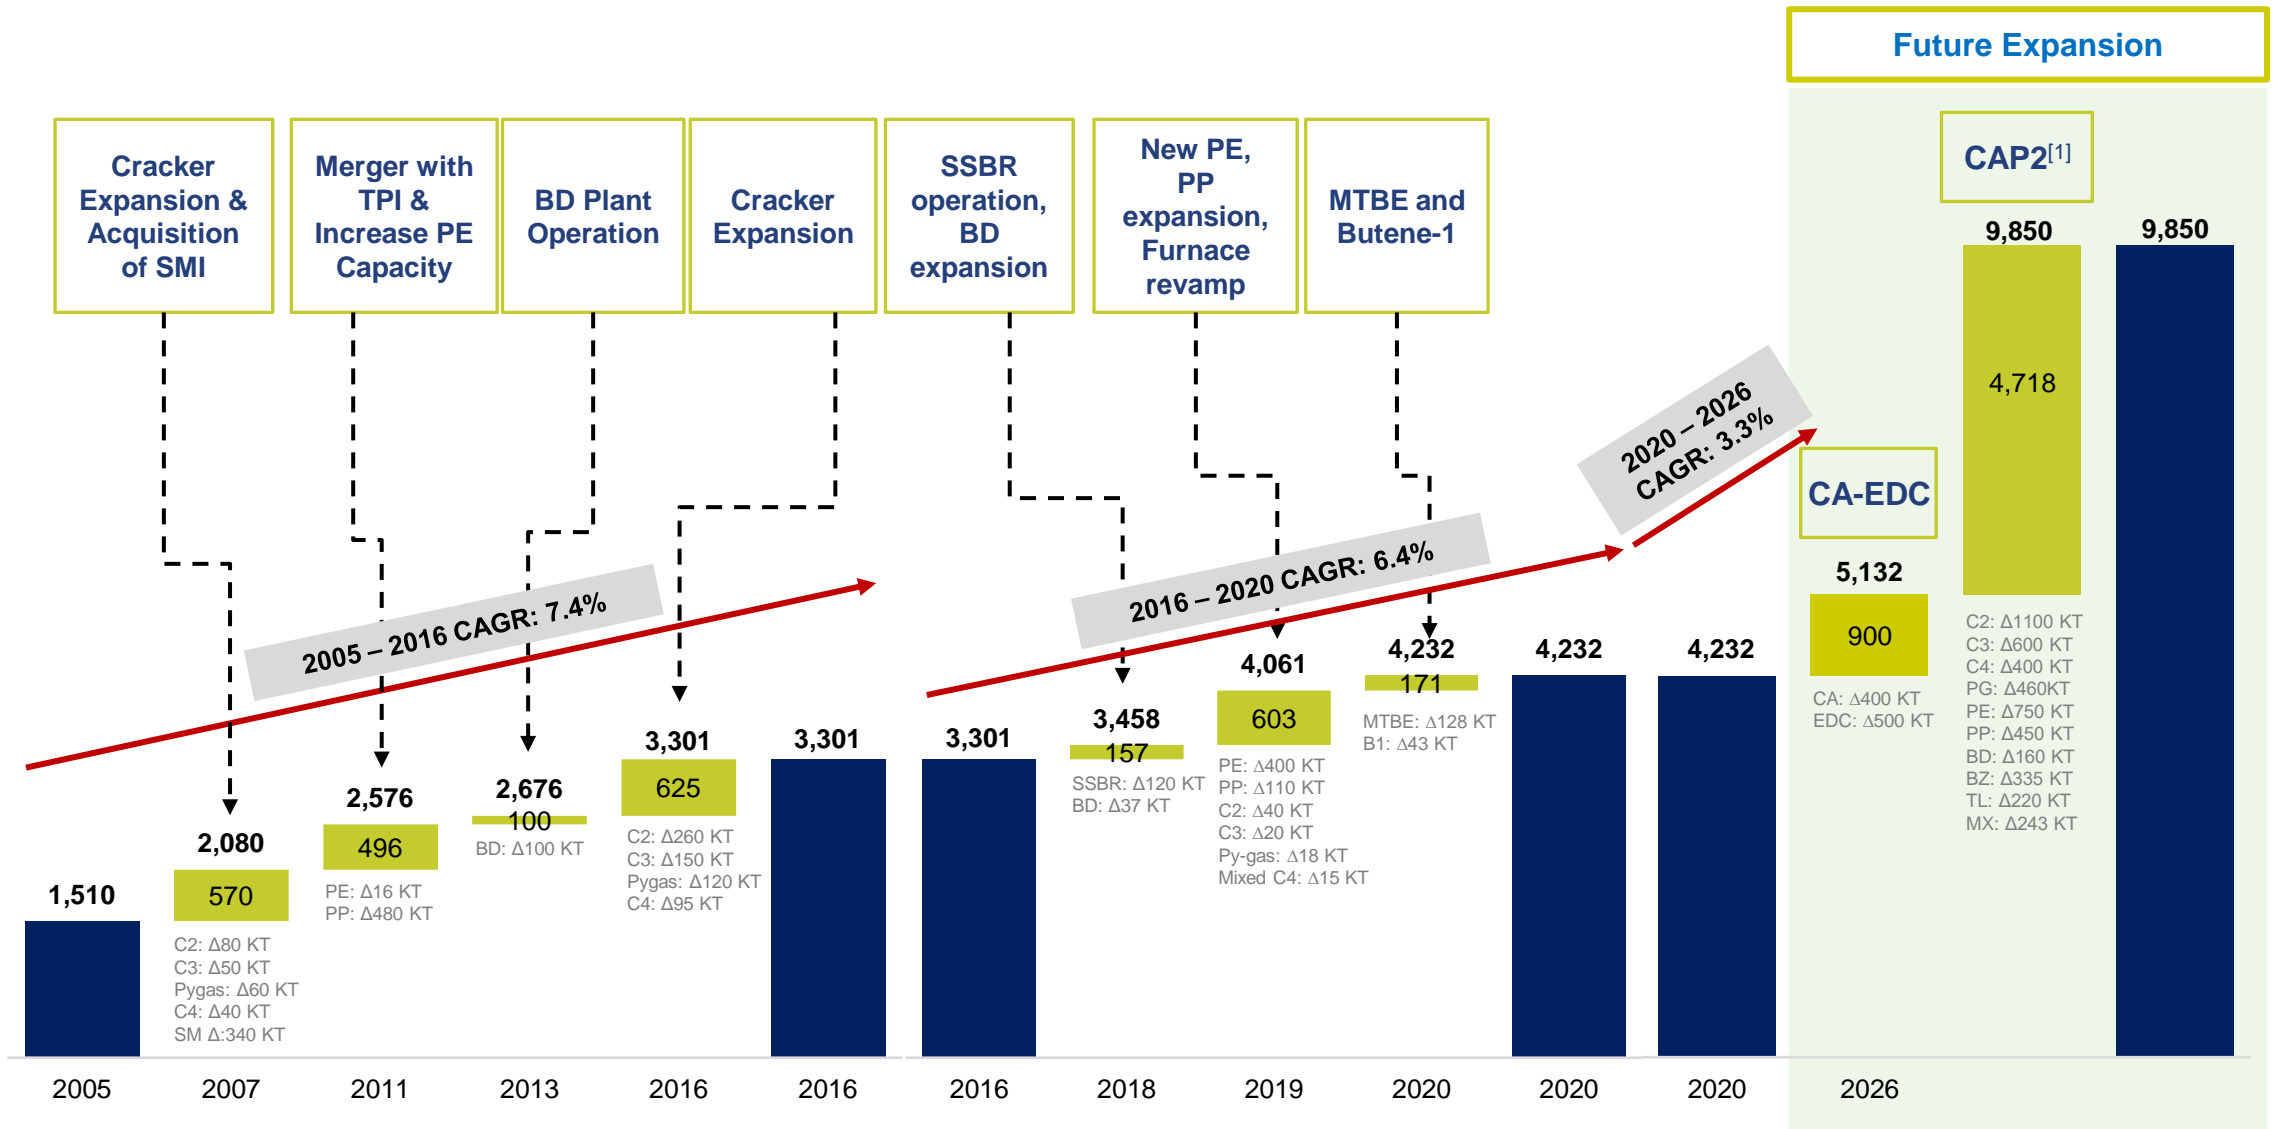 Future Expansion
Cracker
Expansion &
Acquisition
of SMI
Merger with
TPI &
Increase PE
Capacity
BD Plant
Operation
Cracker
Expansion
SSBR
operation,
BD
expansion
New PE,
PP
expansion,
Furnace
revamp
MTBE and
Butene-1
CAP2[1]
CA-EDC
2005 – 2016 CAGR: 7.4%
2016 – 2020 CAGR: 6.4%
2020 – 2026
CAGR: 3.3%
1,510
2,080
570
C2: Δ80 KT
C3: Δ50 KT
Pygas: Δ60 KT
C4: Δ40 KT
SM Δ:340 KT
2,576
496
PE: Δ16 KT
PP: Δ480 KT
2,676
100
BD: Δ100 KT
3,301
625
C2: Δ260 KT
C3: Δ150 KT
Pygas: Δ120 KT
C4: Δ95 KT
3,301
3,301
3,458
157
SSBR: Δ120 KT
BD: Δ37 KT
4,061
603
PE: Δ400 KT
PP: Δ110 KT
C2: Δ40 KT
C3: Δ20 KT
Py-gas: Δ18 KT
Mixed C4: Δ15 KT
4,232
171
MTBE: Δ128 KT
B1: Δ43 KT
4,232
4,232
5,132
900
CA: Δ400 KT
EDC: Δ500 KT
9,850
4,718
C2: Δ1100 KT
C3: Δ600 KT
C4: Δ400 KT
PG: Δ460KT
PE: Δ750 KT
PP: Δ450 KT
BD: Δ160 KT
BZ: Δ335 KT
TL: Δ220 KT
MX: Δ243 KT
9,850
2005
2007
2011
2013
2016
2016
2016
2018
2019
2020
2020
2020
2026